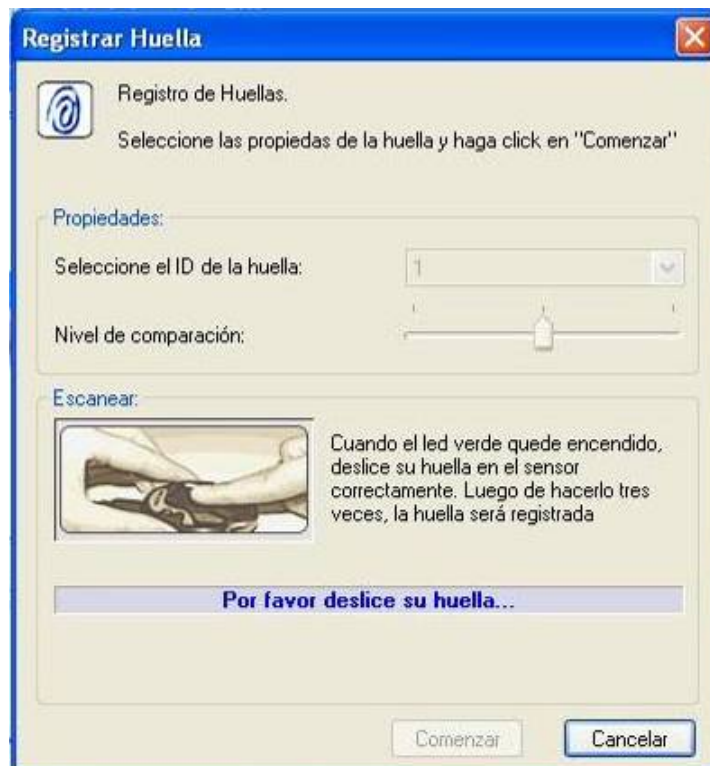 Registrar Huella
Registro de Huellas.
Seleccione las propiedas de la huella y haga click en "Comenzar"
Propiedades:
Seleccione el ID de la huella:
1
Nivel de comparación:
Escanear:
Cuando el led verde quede encendido,
deslice su huella en el sensor
correctamente. Luego de hacerlo tres
veces, la huella será registrada
Por favor deslice su huella...
Comenzar
Cancelar